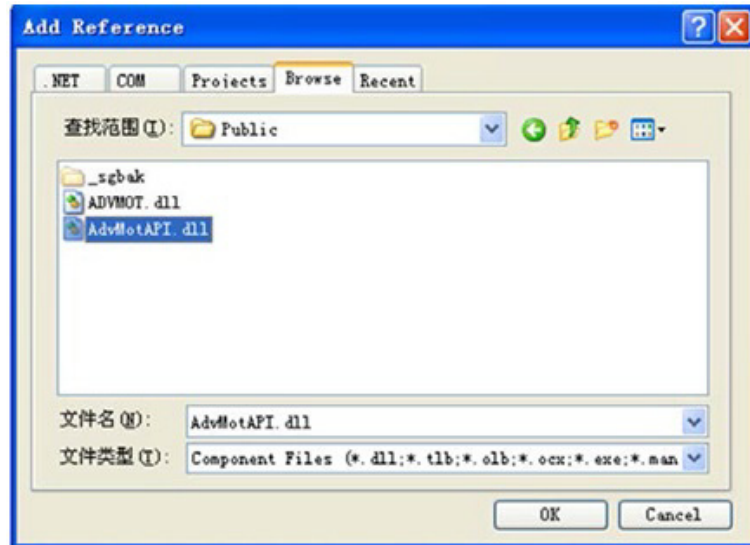 Add Reference
.NET COM Projects Browse Recent
查找范围(I): Public
_sgbak
ADVMOT.dll
AdvMotAPI.dll
文件名(N): AdvMotAPI.dll
文件类型(T): Component Files (*.dll;*.tlb;*.olb;*.ocx;*.exe;*.man
OK Cancel